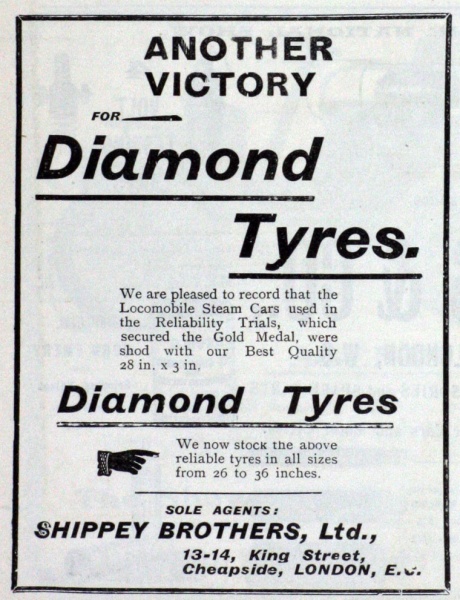 ANOTHER
VICTORY
FOR
Diamond
Tyres.
We are pleased to record that the
Locomobile Steam Cars used in
the Reliability Trials, which
secured the Gold Medal, were
shod with our Best Quality
28 in. x 3 in.
Diamond Tyres
We now stock the above
reliable tyres in all sizes
from 26 to 36 inches.
SOLE AGENTS:
SHIPPEY BROTHERS, Ltd.,
13-14, King Street,
Cheapside, LONDON, E.C.